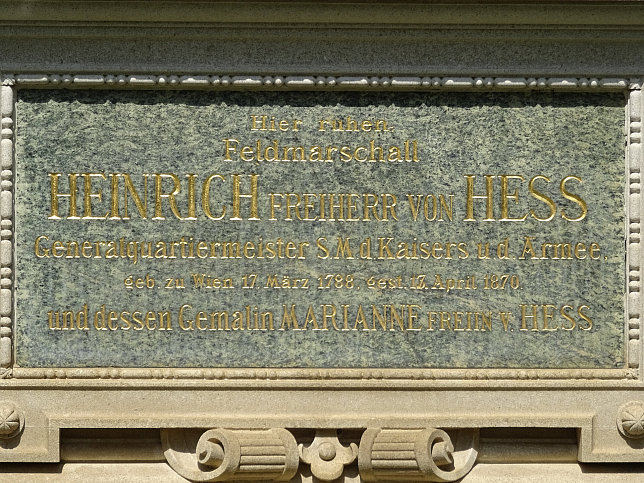 Hier ruhen
Feldmarschall
HEINRICH FREIHERR VON HESS
Generalquartiermeister S.M.d.Kaisers u.d. Armee.
geb. zu Wien 17. März 1788, gest. 13. April 1870
und dessen Gemalin MARIANNE FREIIN V. HESS